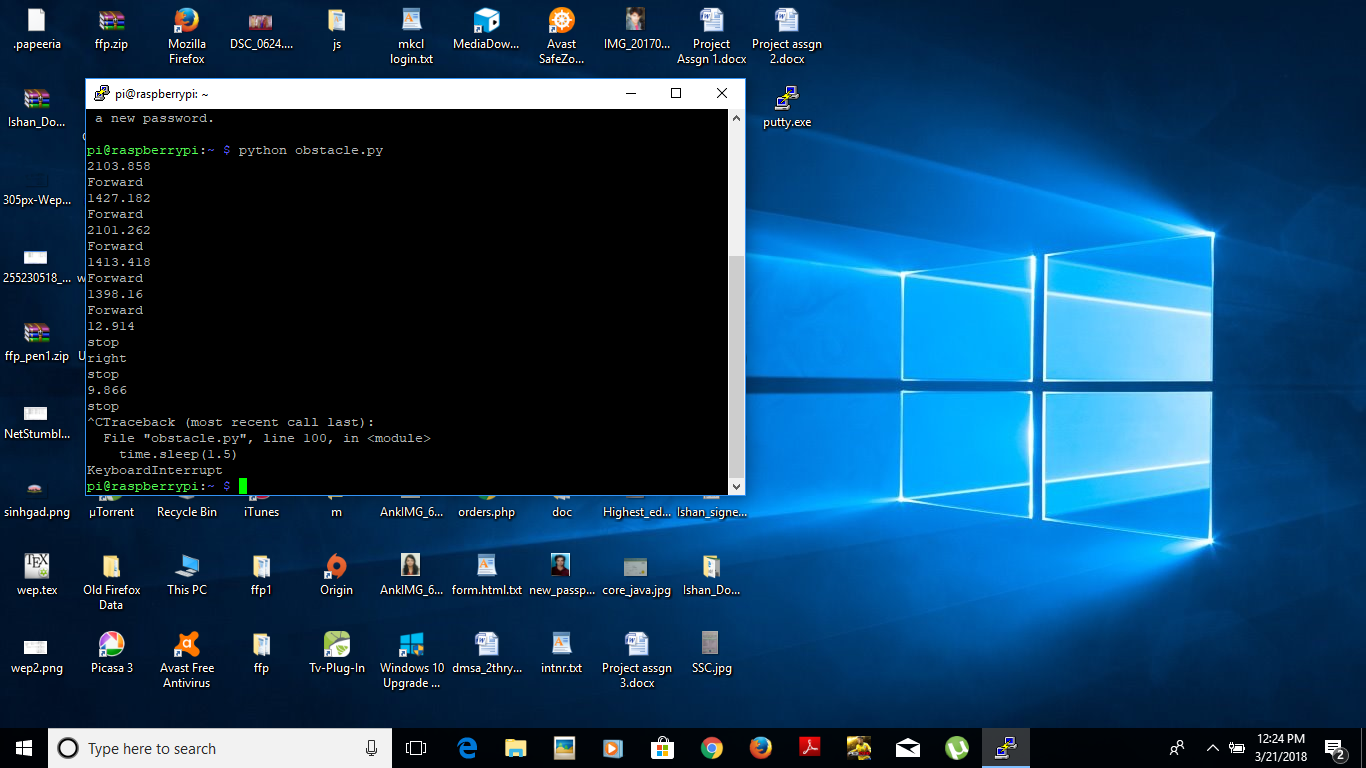 .papeeria
ffp.zip
Mozilla
Firefox
DSC_0624....
js
mkcl
login.txt
MediaDow...
Avast
SafeZo...
IMG_20170...
Project
Assgn 1.docx
Project assgn
2.docx
Ishan_Do...
putty.exe
305px-Wep...
255230518_...
ffp_pen1.zip
NetStumbl...
pi@raspberrypi: ~
a new password.
pi@raspberrypi:~ $ python obstacle.py
2103.858
Forward
1427.182
Forward
2101.262
Forward
1413.418
Forward
1398.16
Forward
12.914
stop
right
stop
9.866
stop
^CTraceback (most recent call last):
  File "obstacle.py", line 100, in <module>
    time.sleep(1.5)
KeyboardInterrupt
pi@raspberrypi:~ $
sinhgad.png
µTorrent
Recycle Bin
iTunes
m
AnkIMG_6...
orders.php
doc
Highest_ed...
Ishan_signe...
wep.tex
Old Firefox
Data
This PC
ffp1
Origin
AnkIMG_6...
form.html.txt
new_passp...
core_java.jpg
Ishan_Do...
wep2.png
Picasa 3
Avast Free
Antivirus
ffp
Tv-Plug-In
Windows 10
Upgrade ...
dmsa_2thry...
intnr.txt
Project assgn
3.docx
SSC.jpg
Type here to search
12:24 PM
3/21/2018
2